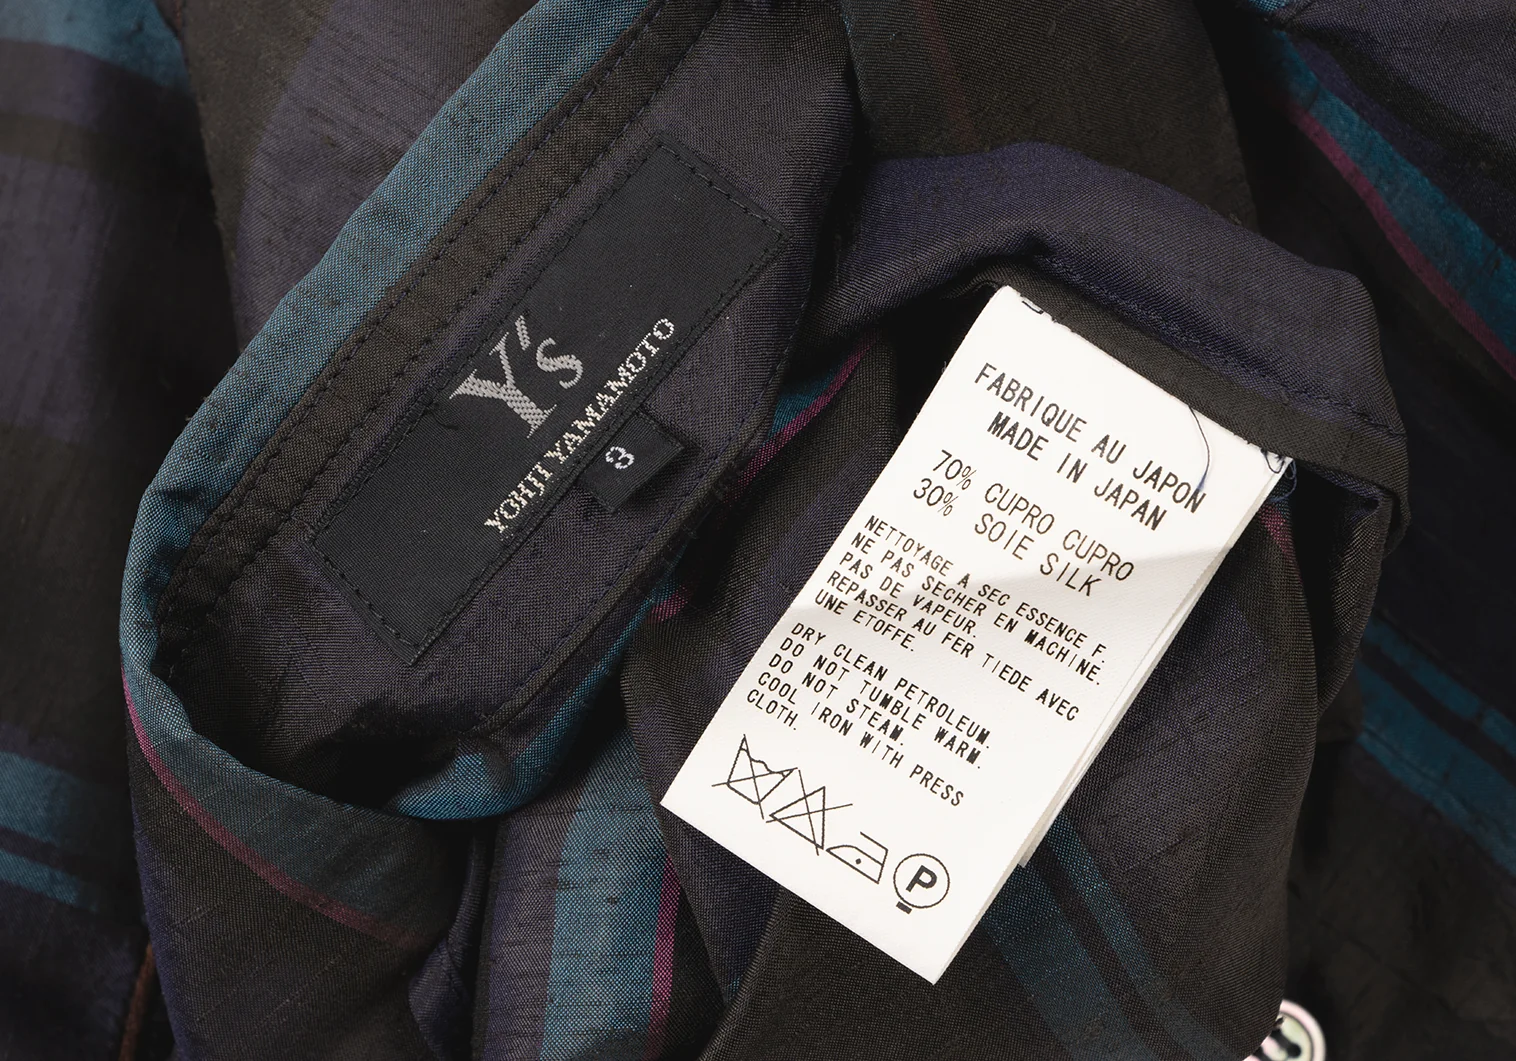 Y's
YOHJI YAMAMOTO
3
FABRIQUE AU JAPON
MADE IN JAPAN
70% CUPRO CUPRO
30% SOIE SILK
NETTOYAGE A SEC ESSENCE F.
NE PAS SECHER EN MACHINE.
PAS DE VAPEUR.
REPASSER AU FER TIEDE AVEC
UNE ETOFFE.
DRY CLEAN PETROLEUM.
DO NOT TUMBLE WARM.
DO NOT STEAM.
COOL IRON WITH PRESS
CLOTH.
P